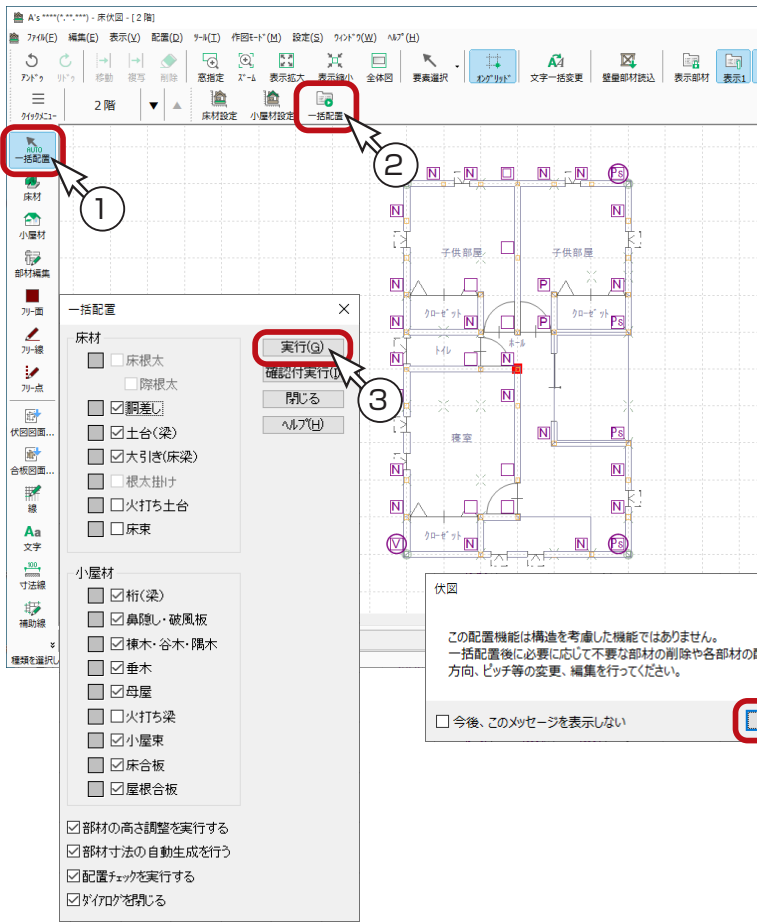 A's ****(*.**.***) - 床伏図 - [2 階]
ファイル(F) 編集(E) 表示(V) 配置(D) ツール(T) 作図モード(M) 設定(S) ウィンドウ(W) ヘルプ(H)
アンドゥ リドゥ 移動 複写 削除 窓指定 ズーム 表示拡大 表示縮小 全体図 要素選択 オングリッド 文字一括変更 壁量部材読込 表示部材 表示1
クイックメニュー 2 階 ▼ ▲ 床材設定 小屋材設定 一括配置
AUTO
一括配置
床材
小屋材
部材編集
フリー面
フリー線
フリー点
伏図図面...
合板図面...
線
Aa
文字
100
寸法線
補助線
種類を選択し
1
2
3
一括配置 ×
床材
床根太
際根太
胴差し
土台(梁)
大引き(床梁)
根太掛け
火打ち土台
床束
実行(G)
確認付実行(I)
閉じる
ヘルプ(H)
小屋材
桁(梁)
鼻隠し・破風板
棟木・谷木・隅木
垂木
母屋
火打ち梁
小屋束
床合板
屋根合板
部材の高さ調整を実行する
部材寸法の自動生成を行う
配置チェックを実行する
ダイアログを閉じる
N N N N Ps
N N
子供部屋 子供部屋
N P N
クローゼット クローゼット
N N P Ps
トイレ ホール
N N
N
寝室
N Ps
N N
N N
クローゼット
V N N Ps
伏図
この配置機能は構造を考慮した機能ではありません。
一括配置後に必要に応じて不要な部材の削除や各部材の
方向、ピッチ等の変更、編集を行ってください。
今後、このメッセージを表示しない